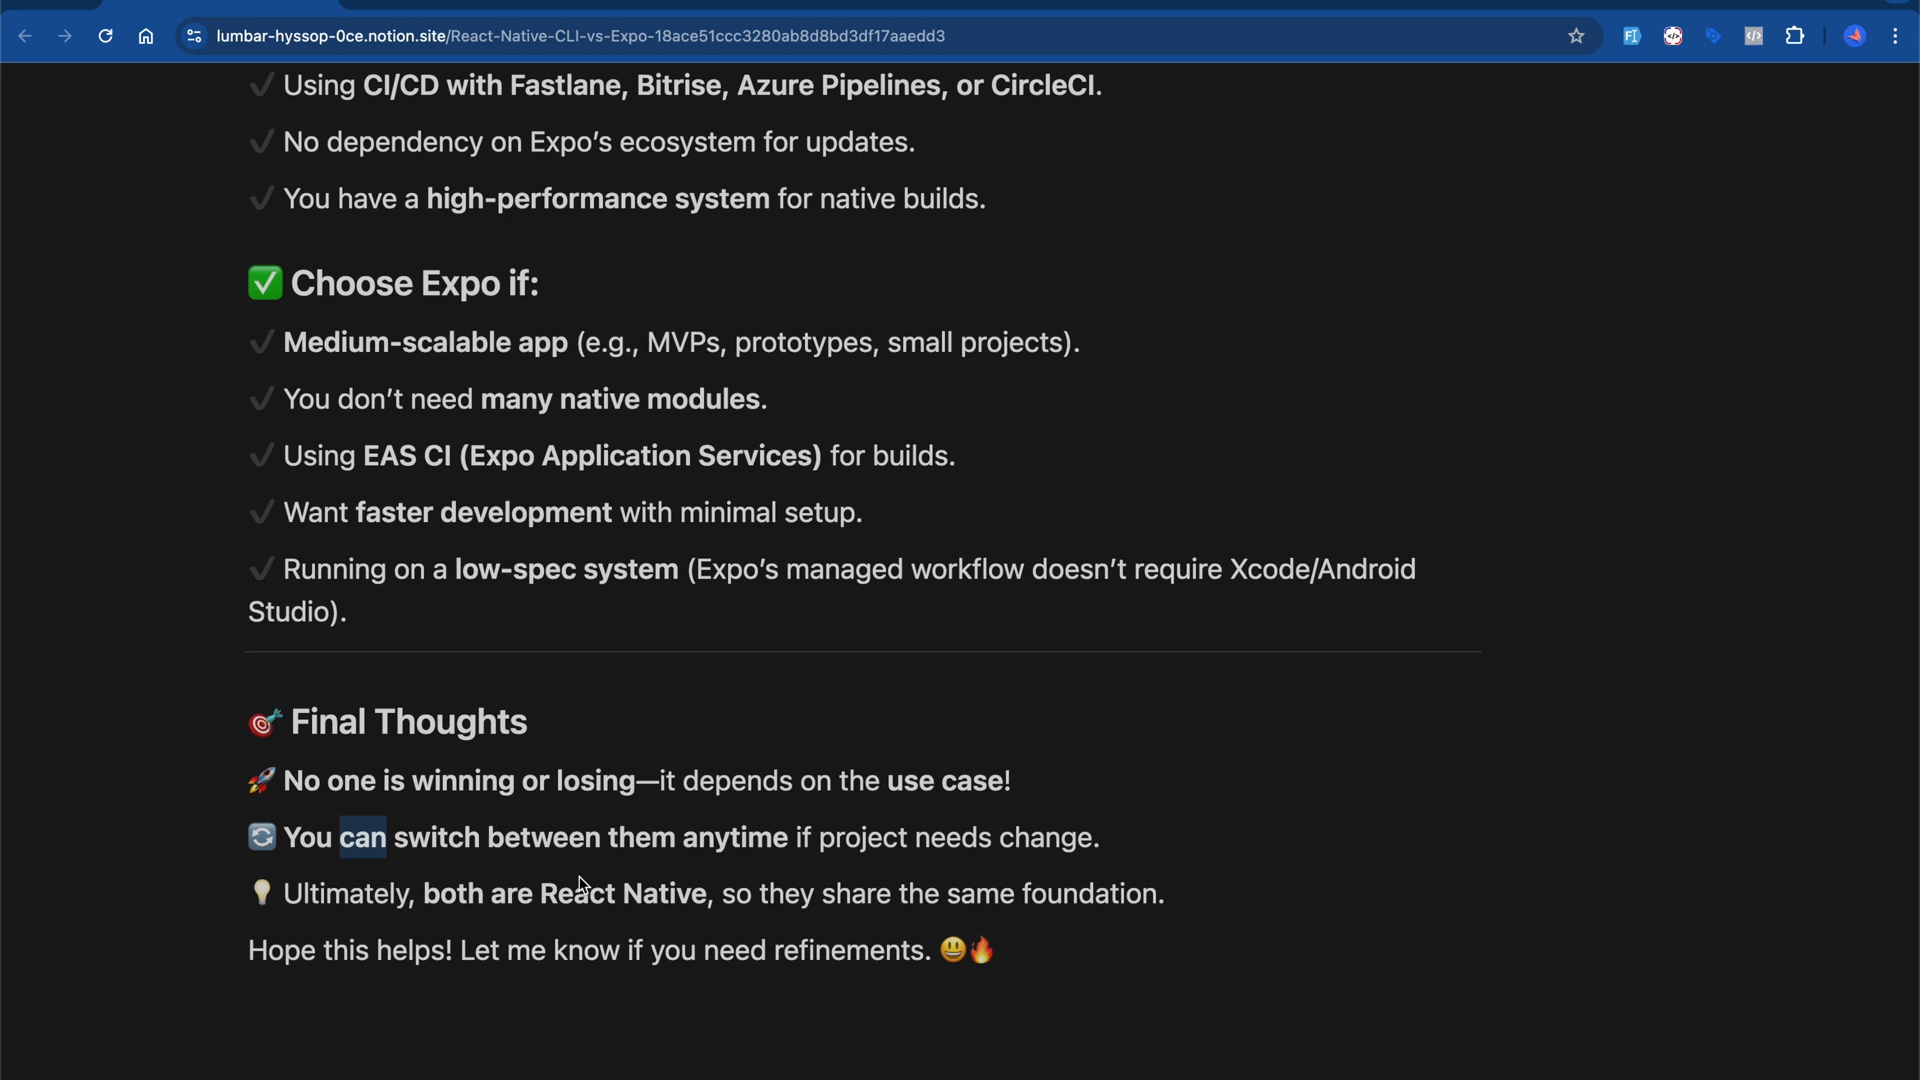 lumbar-hyssop-0ce.notion.site/React-Native-CLI-vs-Expo-18ace51ccc3280ab8d8bd3df17aaedd3
✔️ Using CI/CD with Fastlane, Bitrise, Azure Pipelines, or CircleCI.
✔️ No dependency on Expo’s ecosystem for updates.
✔️ You have a high-performance system for native builds.
✅ Choose Expo if:
✔️ Medium-scalable app (e.g., MVPs, prototypes, small projects).
✔️ You don’t need many native modules.
✔️ Using EAS CI (Expo Application Services) for builds.
✔️ Want faster development with minimal setup.
✔️ Running on a low-spec system (Expo’s managed workflow doesn’t require Xcode/Android
Studio).
🎯 Final Thoughts
🚀 No one is winning or losing—it depends on the use case!
🔄 You can switch between them anytime if project needs change.
💡 Ultimately, both are React Native, so they share the same foundation.
Hope this helps! Let me know if you need refinements. 😃🔥